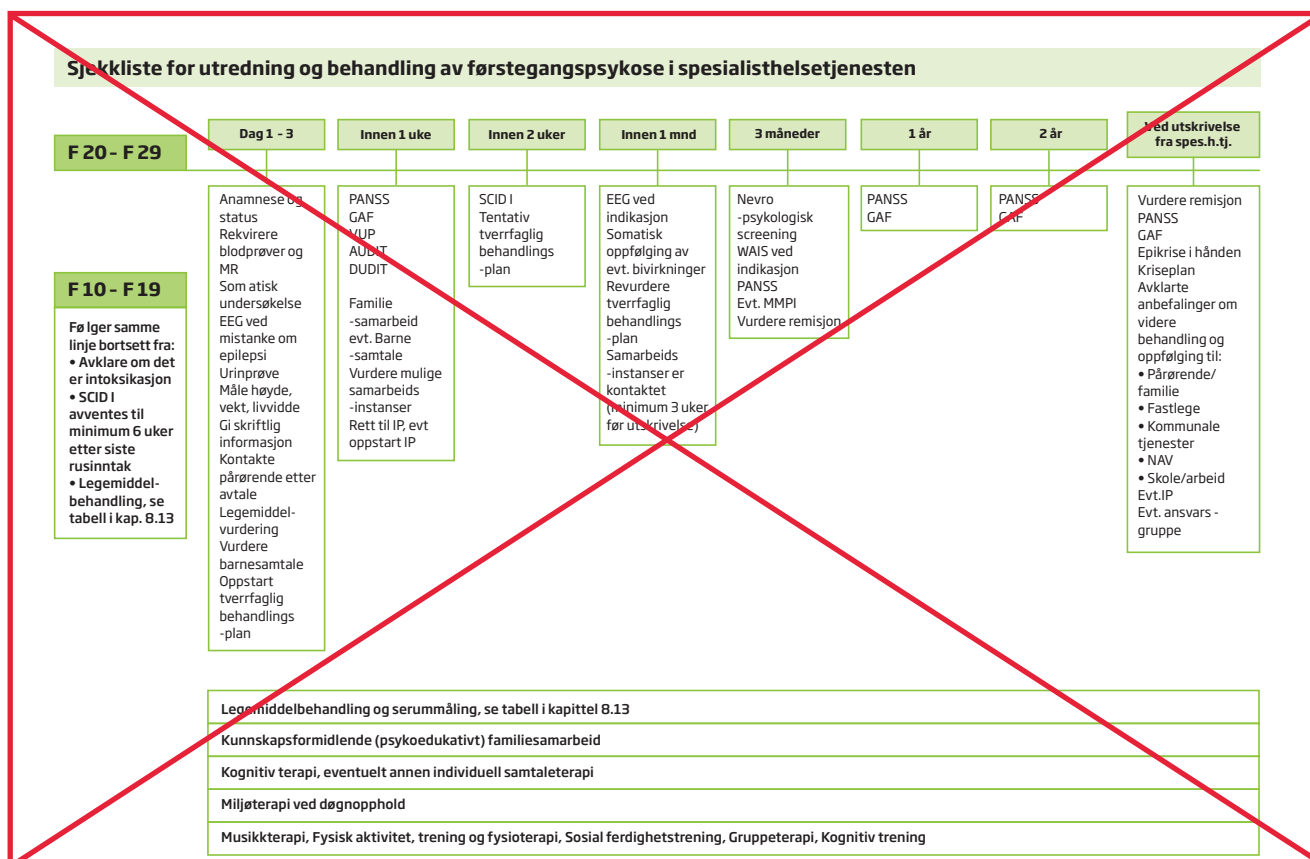 Sjekkliste for utredning og behandling av førstegangspsykose i spesialisthelsetjenesten
F 20 - F 29
Dag 1 - 3
Innen 1 uke
Innen 2 uker
Innen 1 mnd
3 måneder
1 år
2 år
Ved utskrivelse
fra spes.h.tj.
F 10 - F 19
Fø lger samme
linje bortsett fra:
• Avklare om det
er intoksikasjon
• SCID I
avventes til
minimum 6 uker
etter siste
rusinntak
• Legemiddel-
behandling, se
tabell i kap. 8.13
Anamnese og
status
Rekvirere
blodprøver og
MR
Som atisk
undersøkelse
EEG ved
mistanke om
epilepsi
Urinprøve
Måle høyde,
vekt, livvidde
Gi skriftlig
informasjon
Kontakte
pårørende etter
avtale
Legemiddel-
vurdering
Vurdere
barnesamtale
Oppstart
tverrfaglig
behandlings
-plan
PANSS
GAF
VUP
AUDIT
DUDIT
Familie
-samarbeid
evt. Barne
-samtale
Vurdere mulige
samarbeids
-instanser
Rett til IP, evt
oppstart IP
SCID I
Tentativ
tverrfaglig
behandlings
-plan
EEG ved
indikasjon
Somatisk
oppfølging av
evt. bivirkninger
Revurdere
tverrfaglig
behandlings
-plan
Samarbeids
-instanser er
kontaktet
(minimum 3 uker
før utskrivelse)
Nevro
-psykologisk
screening
WAIS ved
indikasjon
PANSS
Evt. MMPI
Vurdere remisjon
PANSS
GAF
PANSS
GAF
Vurdere remisjon
PANSS
GAF
Epikrise i hånden
Kriseplan
Avklarte
anbefalinger om
videre
behandling og
oppfølging til:
• Pårørende/
familie
• Fastlege
• Kommunale
tjenester
• NAV
• Skole/arbeid
Evt.IP
Evt. ansvars -
gruppe
Legemiddelbehandling og serummåling, se tabell i kapittel 8.13
Kunnskapsformidlende (psykoedukativt) familiesamarbeid
Kognitiv terapi, eventuelt annen individuell samtaleterapi
Miljøterapi ved døgnopphold
Musikkterapi, Fysisk aktivitet, trening og fysioterapi, Sosial ferdighetstrening, Gruppeterapi, Kognitiv trening